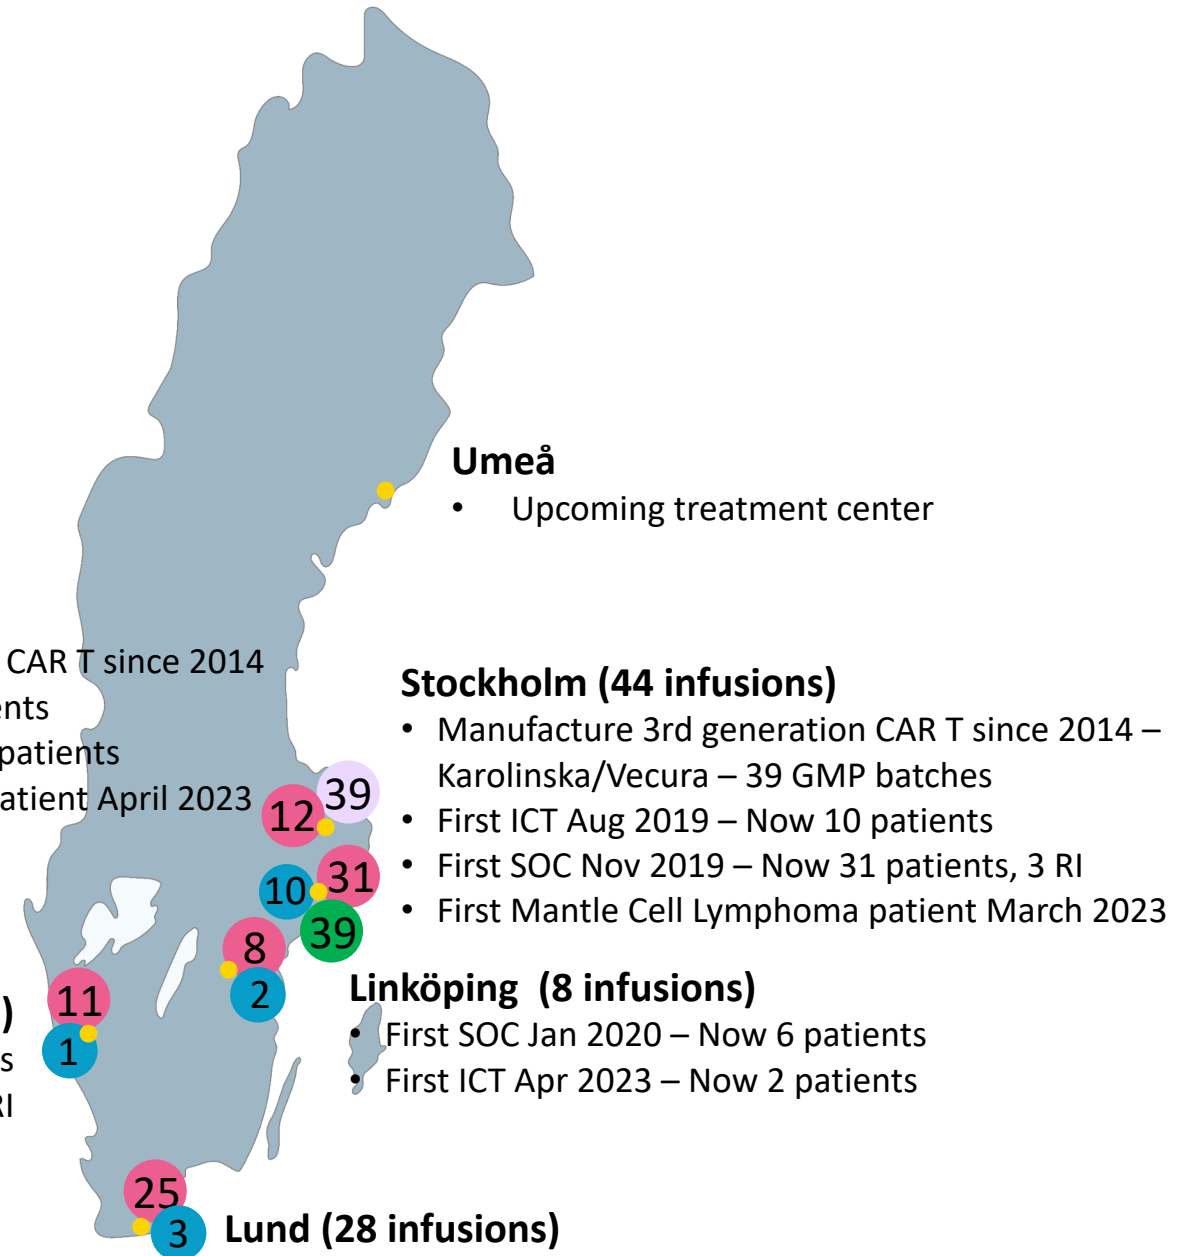 Umeå
• Upcoming treatment center
CAR T since 2014
ents
patients
atient April 2023
Stockholm (44 infusions)
• Manufacture 3rd generation CAR T since 2014 –
Karolinska/Vecura – 39 GMP batches
• First ICT Aug 2019 – Now 10 patients
• First SOC Nov 2019 – Now 31 patients, 3 RI
• First Mantle Cell Lymphoma patient March 2023
12
39
10
31
39
8
2
Linköping (8 infusions)
• First SOC Jan 2020 – Now 6 patients
• First ICT Apr 2023 – Now 2 patients
)
s
RI
11
1
25
3
Lund (28 infusions)